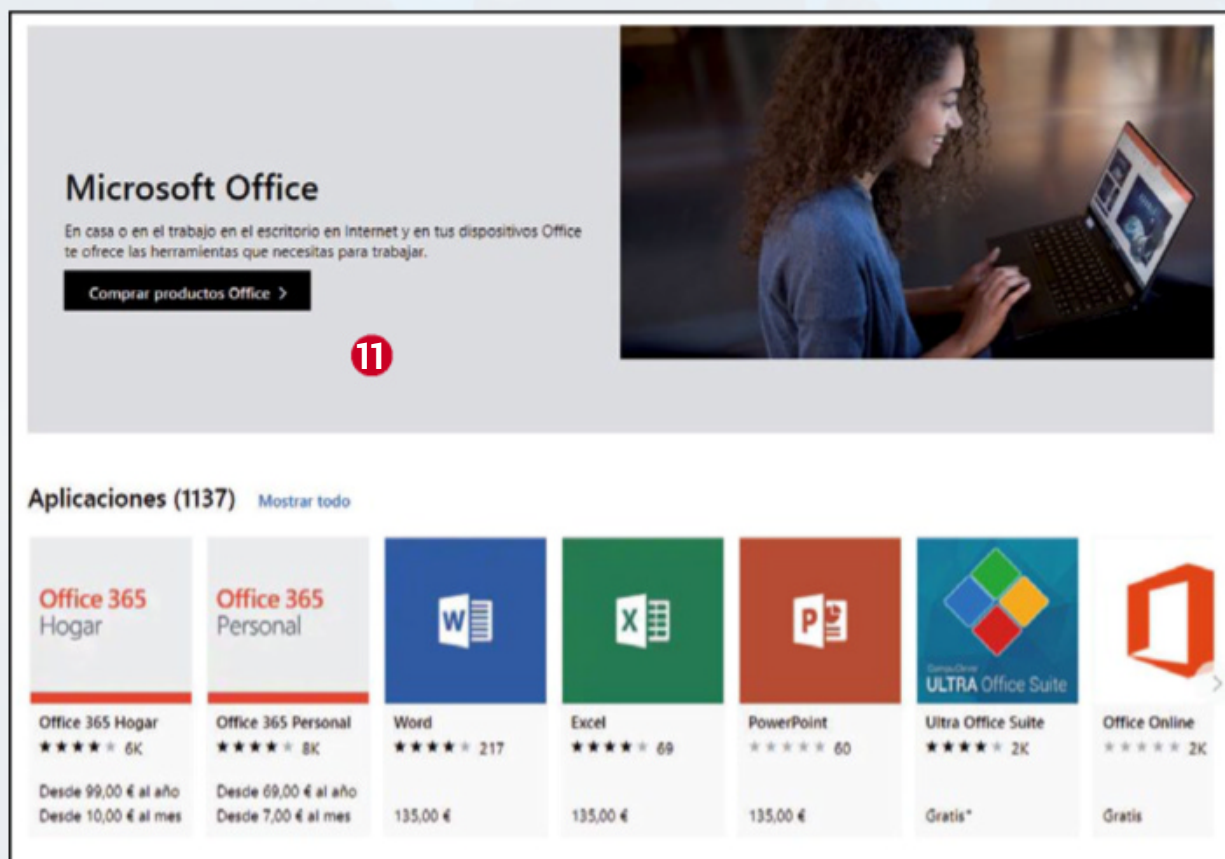 Microsoft Office
En casa o en el trabajo en el escritorio en Internet y en tus dispositivos Office
te ofrece las herramientas que necesitas para trabajar.
Comprar productos Office >
11
Aplicaciones (1137) Mostrar todo
Office 365
Hogar
Office 365
Personal
W
X
P
ULTRA Office Suite
Office 365 Hogar
6K
Desde 99,00 € al año
Desde 10,00 € al mes
Office 365 Personal
8K
Desde 69,00 € al año
Desde 7,00 € al mes
Word
217
135,00 €
Excel
69
135,00 €
PowerPoint
60
135,00 €
Ultra Office Suite
2K
Gratis*
Office Online
2K
Gratis